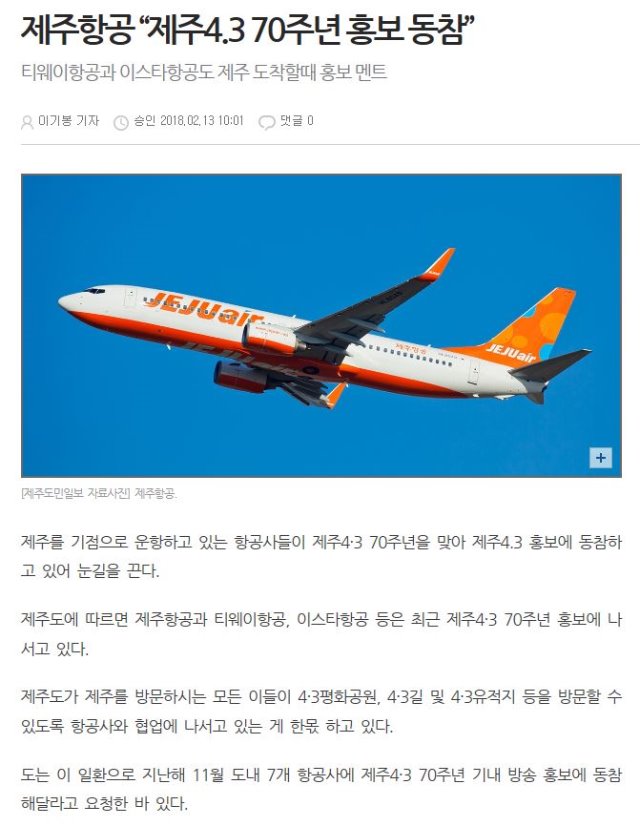 제주항공 “제주4.3 70주년 홍보 동참”
티웨이항공과 이스타항공도 제주 도착할때 홍보 멘트
이기봉 기자 승인 2018.02.13 10:01 댓글 0
JEJUair
제주항공
JEJUair
[제주도민일보 자료사진] 제주항공.
제주를 기점으로 운항하고 있는 항공사들이 제주4·3 70주년을 맞아 제주4.3 홍보에 동참하
고 있어 눈길을 끈다.
제주도에 따르면 제주항공과 티웨이항공, 이스타항공 등은 최근 제주4·3 70주년 홍보에 나
서고 있다.
제주도가 제주를 방문하시는 모든 이들이 4·3평화공원, 4·3길 및 4·3유적지 등을 방문할 수
있도록 항공사와 협업에 나서고 있는 게 한몫 하고 있다.
도는 이 일환으로 지난해 11월 도내 7개 항공사에 제주4·3 70주년 기내 방송 홍보에 동참
해달라고 요청한 바 있다.